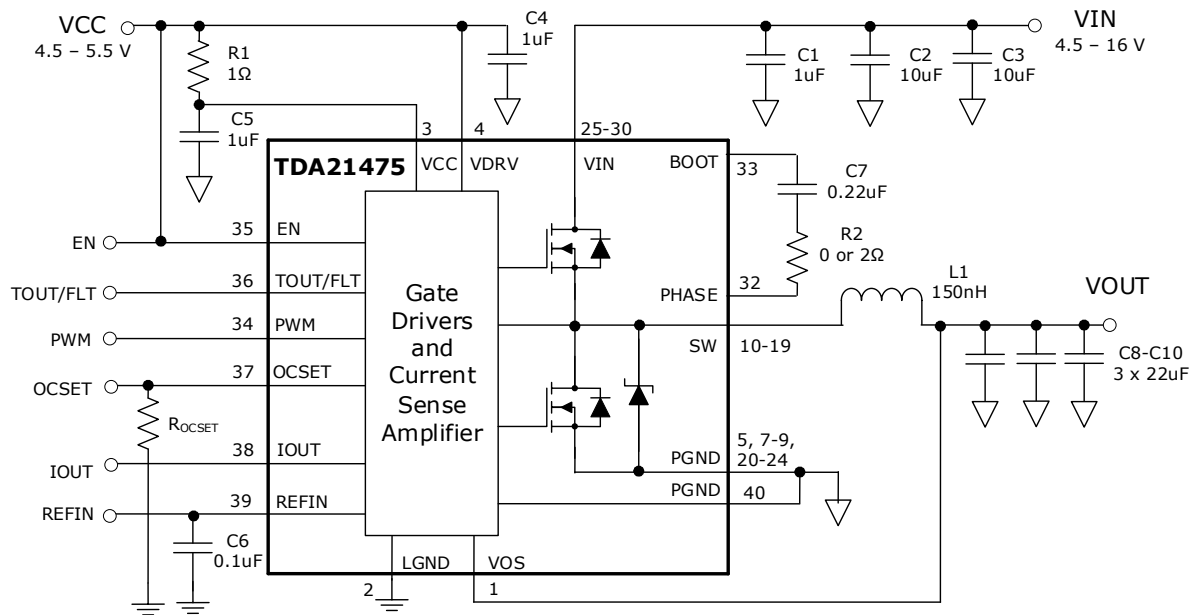 VCC
4.5 – 5.5 V
R1
1Ω
C4
1uF
VIN
4.5 – 16 V
C1
1uF
C2
10uF
C3
10uF
C5
1uF
3
4
25-30
TDA21475
VCC
VDRV
VIN
BOOT
33
C7
0.22uF
R2
0 or 2Ω
EN
35
EN
TOUT/FLT
36
TOUT/FLT
PWM
34
PWM
OCSET
37
OCSET
ROCSET
IOUT
38
IOUT
REFIN
39
REFIN
C6
0.1uF
Gate
Drivers
and
Current
Sense
Amplifier
32
PHASE
L1
150nH
VOUT
SW
10-19
C8-C10
3 x 22uF
PGND
5, 7-9,
20-24
PGND
40
LGND
VOS
2
1